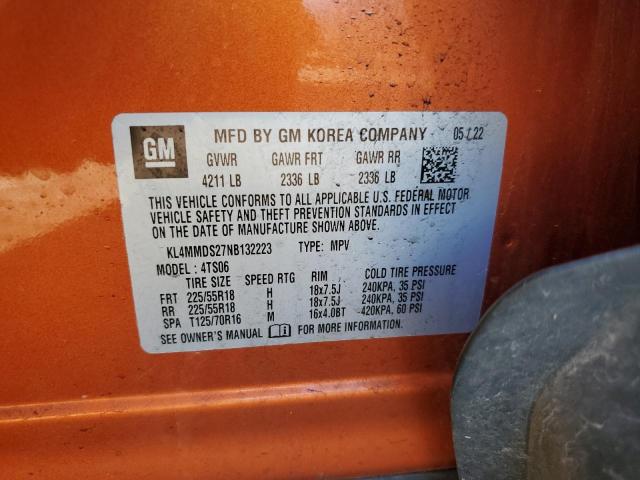 GM
MFD BY GM KOREA COMPANY 05/22
GVWR GAWR FRT GAWR RR
4211 LB 2336 LB 2336 LB
THIS VEHICLE CONFORMS TO ALL APPLICABLE U.S. FEDERAL MOTOR
VEHICLE SAFETY AND THEFT PREVENTION STANDARDS IN EFFECT
ON THE DATE OF MANUFACTURE SHOWN ABOVE.
KL4MMDS27NB132223 TYPE: MPV
MODEL: 4TS06
TIRE SIZE SPEED RTG RIM COLD TIRE PRESSURE
FRT 225/55R18 H 18x7.5J 240KPA, 35 PSI
RR 225/55R18 H 18x7.5J 240KPA, 35 PSI
SPA T125/70R16 M 16x4.0BT 420KPA, 60 PSI
SEE OWNER'S MANUAL FOR MORE INFORMATION.